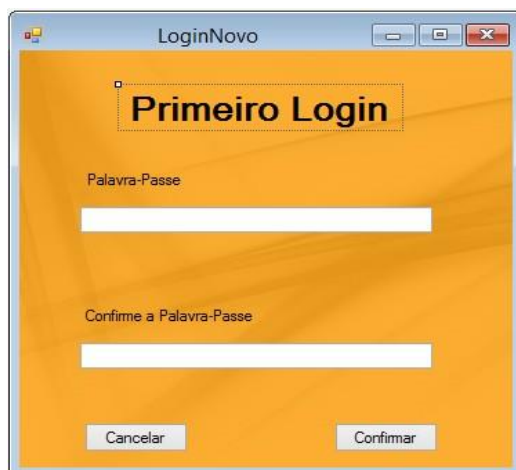 LoginNovo
Primeiro Login
Palavra-Passe
Confirme a Palavra-Passe
Cancelar
Confirmar